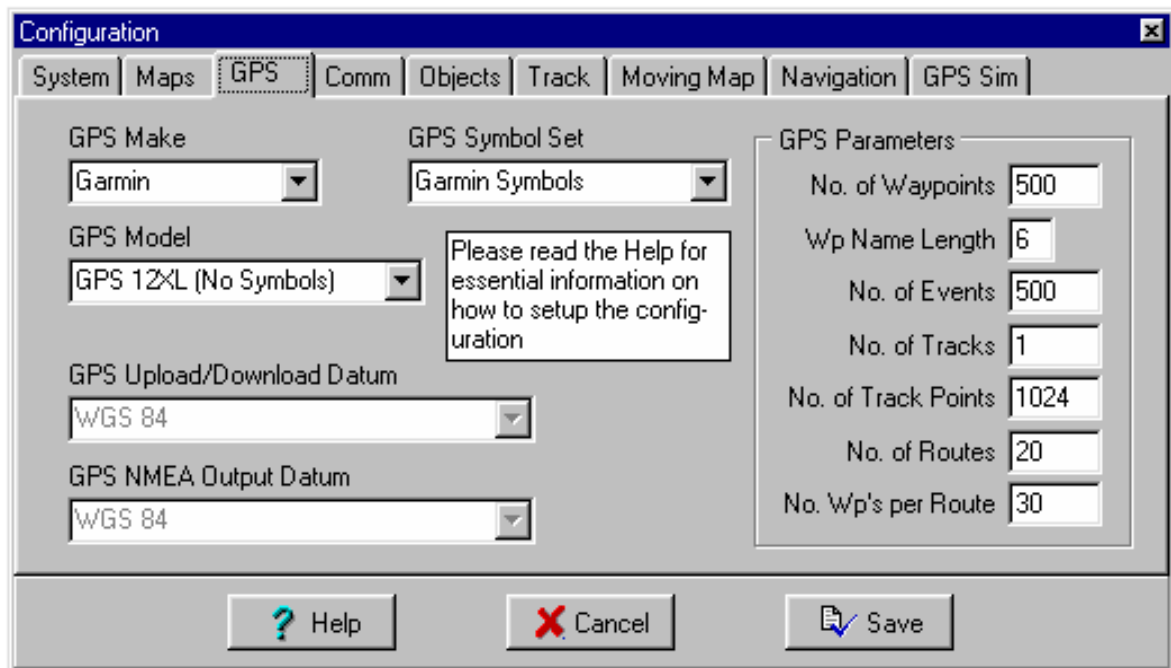 Configuration
System Maps GPS Comm Objects Track Moving Map Navigation GPS Sim
GPS Make
Garmin
GPS Symbol Set
Garmin Symbols
GPS Model
GPS 12XL (No Symbols)
Please read the Help for
essential information on
how to setup the config-
uration
GPS Upload/Download Datum
WGS 84
GPS NMEA Output Datum
WGS 84
GPS Parameters
No. of Waypoints 500
Wp Name Length 6
No. of Events 500
No. of Tracks 1
No. of Track Points 1024
No. of Routes 20
No. Wp's per Route 30
Help Cancel Save